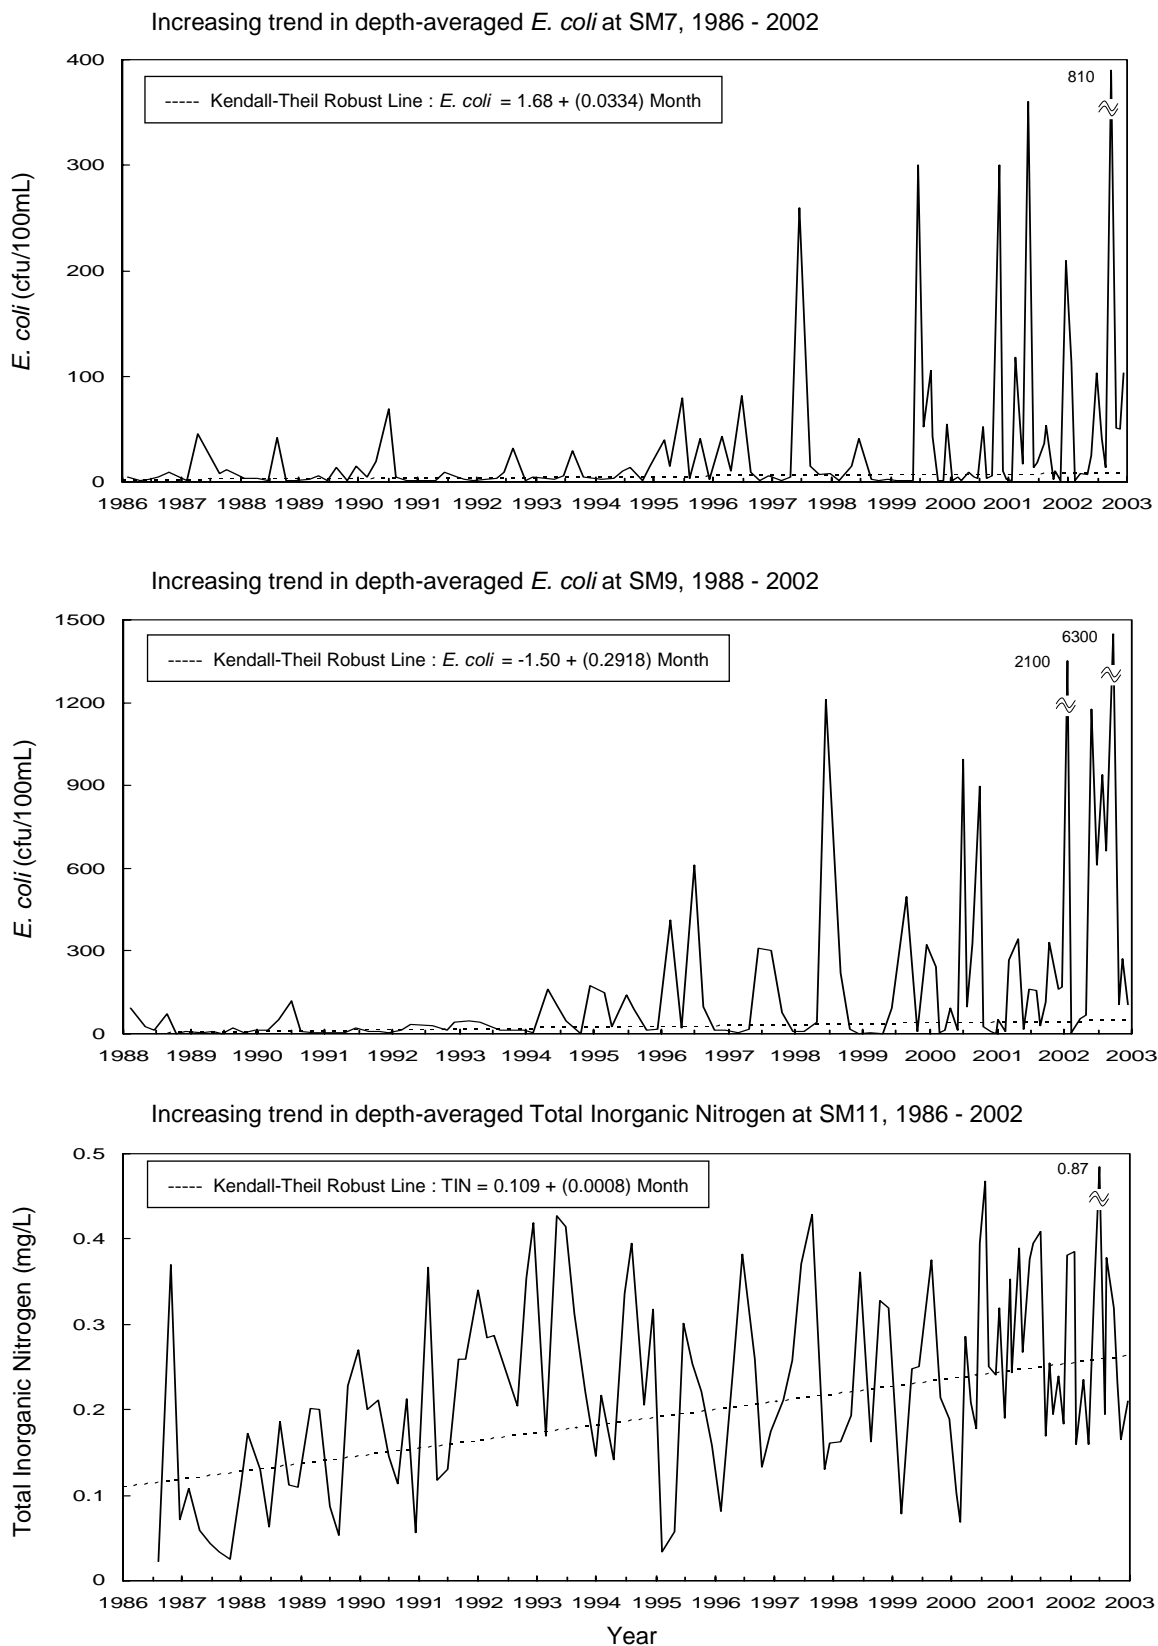 Increasing trend in depth-averaged E. coli at SM7, 1986 - 2002
400
810
----- Kendall-Theil Robust Line : E. coli = 1.68 + (0.0334) Month
300
E. coli (cfu/100mL)
200
100
0
1986 1987 1988 1989 1990 1991 1992 1993 1994 1995 1996 1997 1998 1999 2000 2001 2002 2003
Increasing trend in depth-averaged E. coli at SM9, 1988 - 2002
1500
6300
----- Kendall-Theil Robust Line : E. coli = -1.50 + (0.2918) Month
2100
1200
E. coli (cfu/100mL)
900
600
300
0
1988 1989 1990 1991 1992 1993 1994 1995 1996 1997 1998 1999 2000 2001 2002 2003
Increasing trend in depth-averaged Total Inorganic Nitrogen at SM11, 1986 - 2002
0.5
0.87
----- Kendall-Theil Robust Line : TIN = 0.109 + (0.0008) Month
0.4
Total Inorganic Nitrogen (mg/L)
0.3
0.2
0.1
0
1986 1987 1988 1989 1990 1991 1992 1993 1994 1995 1996 1997 1998 1999 2000 2001 2002 2003
Year